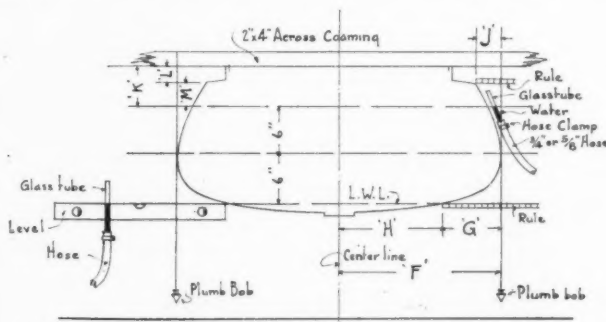 2"x4" Across Coaming
'J'
'K'
'L'
'M'
Rule
Glass tube
Water
Hose Clamp
3/4" or 5/8" Hose
6"
6"
Glass tube
Level
Hose
L.W.L.
'H'
'G'
Rule
Center line
'F'
Plumb Bob
Plumb bob